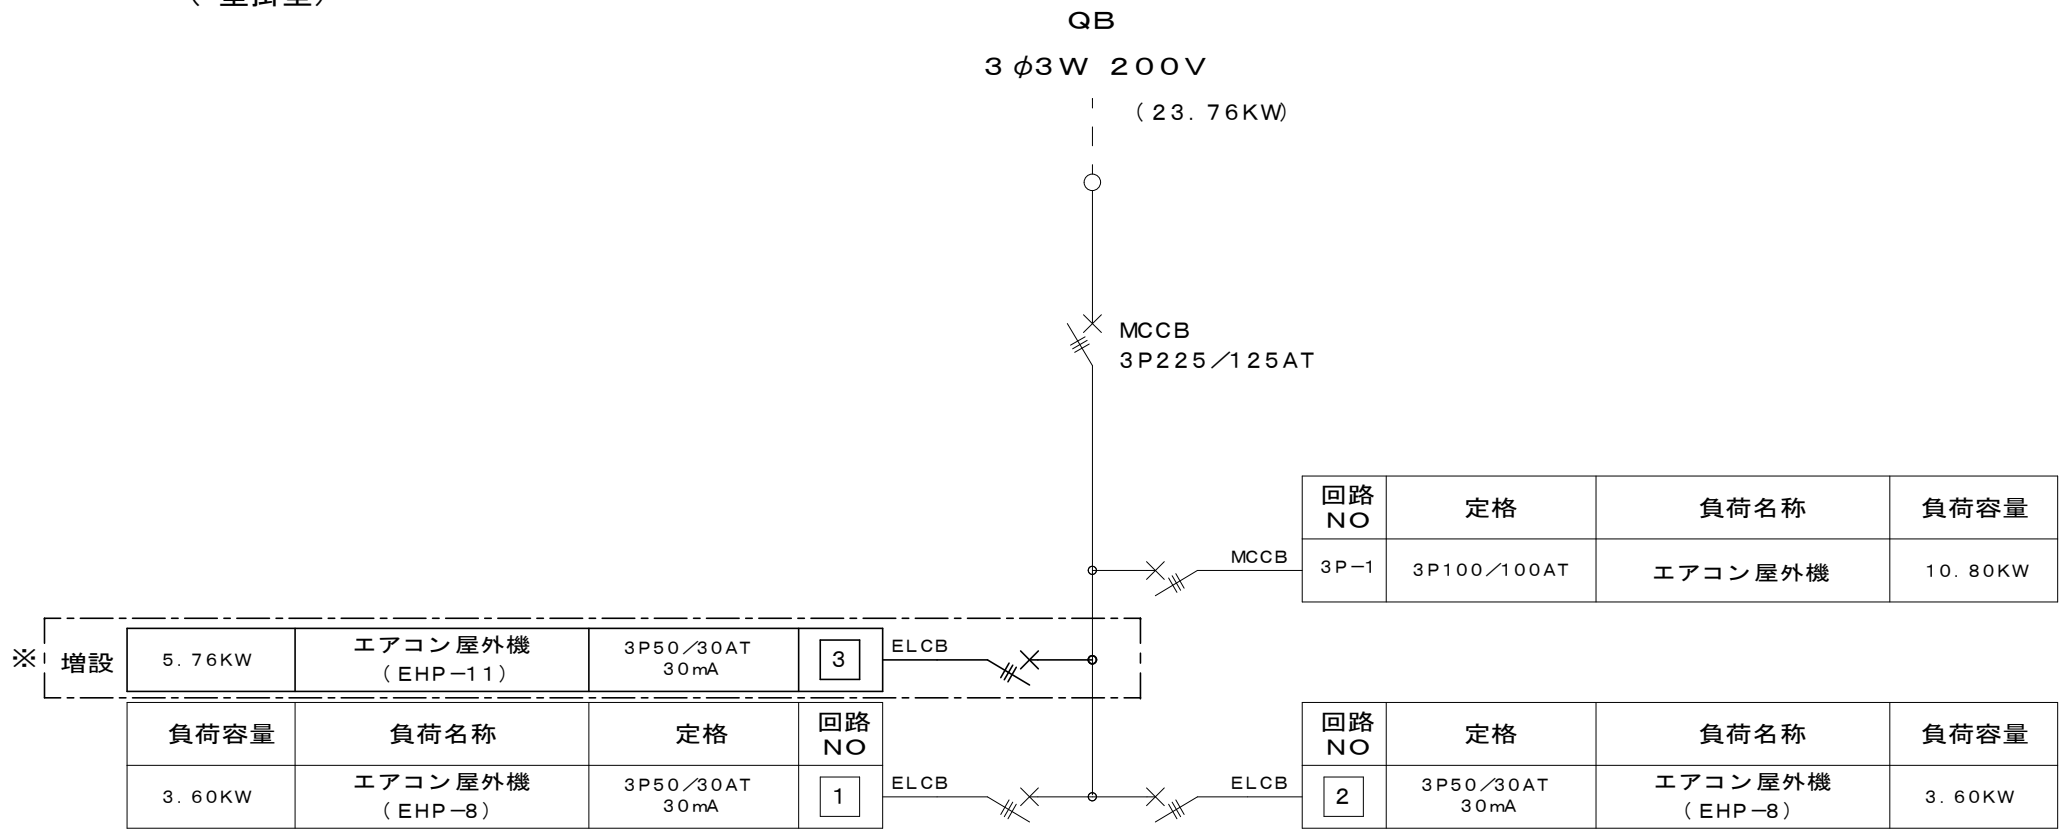 QB
3φ3W 200V
(23.76KW)
MCCB
3P225/125AT
回路NO 定格 負荷名称 負荷容量
MCCB 3P-1 3P100/100AT エアコン屋外機 10.80KW
※ 増設 5.76KW エアコン屋外機 (EHP-11) 3P50/30AT 30mA 3 ELCB
負荷容量 負荷名称 定格 回路NO
3.60KW エアコン屋外機 (EHP-8) 3P50/30AT 30mA 1 ELCB
回路NO 定格 負荷名称 負荷容量
ELCB 2 3P50/30AT 30mA エアコン屋外機 (EHP-8) 3.60KW